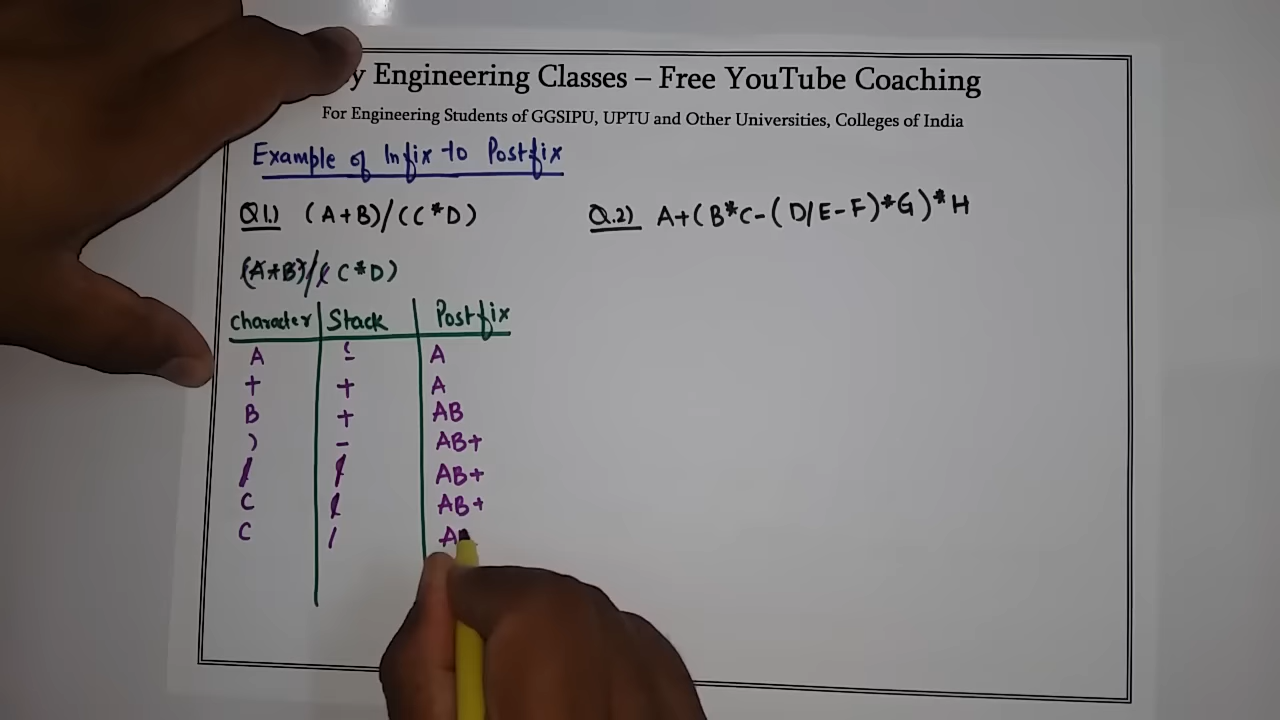 y Engineering Classes – Free YouTube Coaching
For Engineering Students of GGSIPU, UPTU and Other Universities, Colleges of India
Example of Infix to Postfix
Q1.) (A+B)/(C*D) Q.2) A+(B*C-(D/E-F)*G)*H
(A+B)/(C*D)
Character Stack Postfix
A ( A
+ + A
B + AB
) - AB+
/ / AB+
( / AB+
C / A